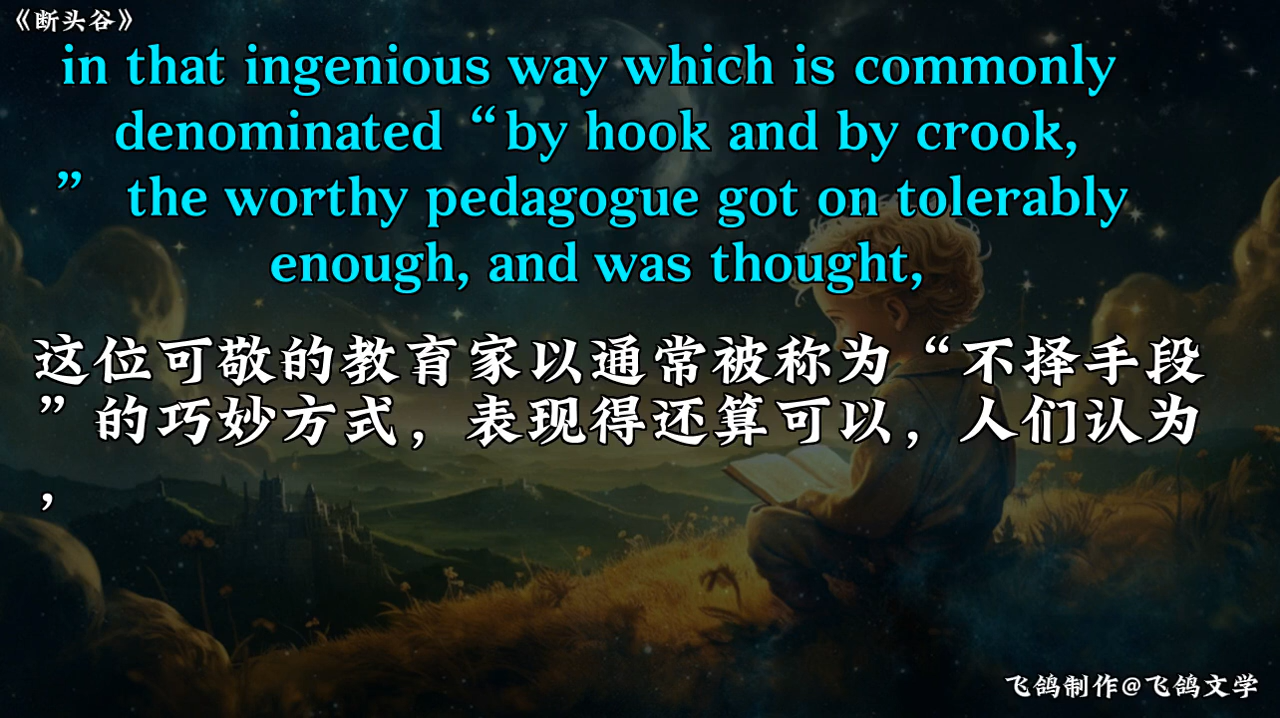 《断头谷》
in that ingenious way which is commonly
denominated “by hook and by crook,
” the worthy pedagogue got on tolerably
enough, and was thought,
这位可敬的教育家以通常被称为“不择手段
”的巧妙方式，表现得还算可以，人们认为
，
飞鸽制作@飞鸽文学